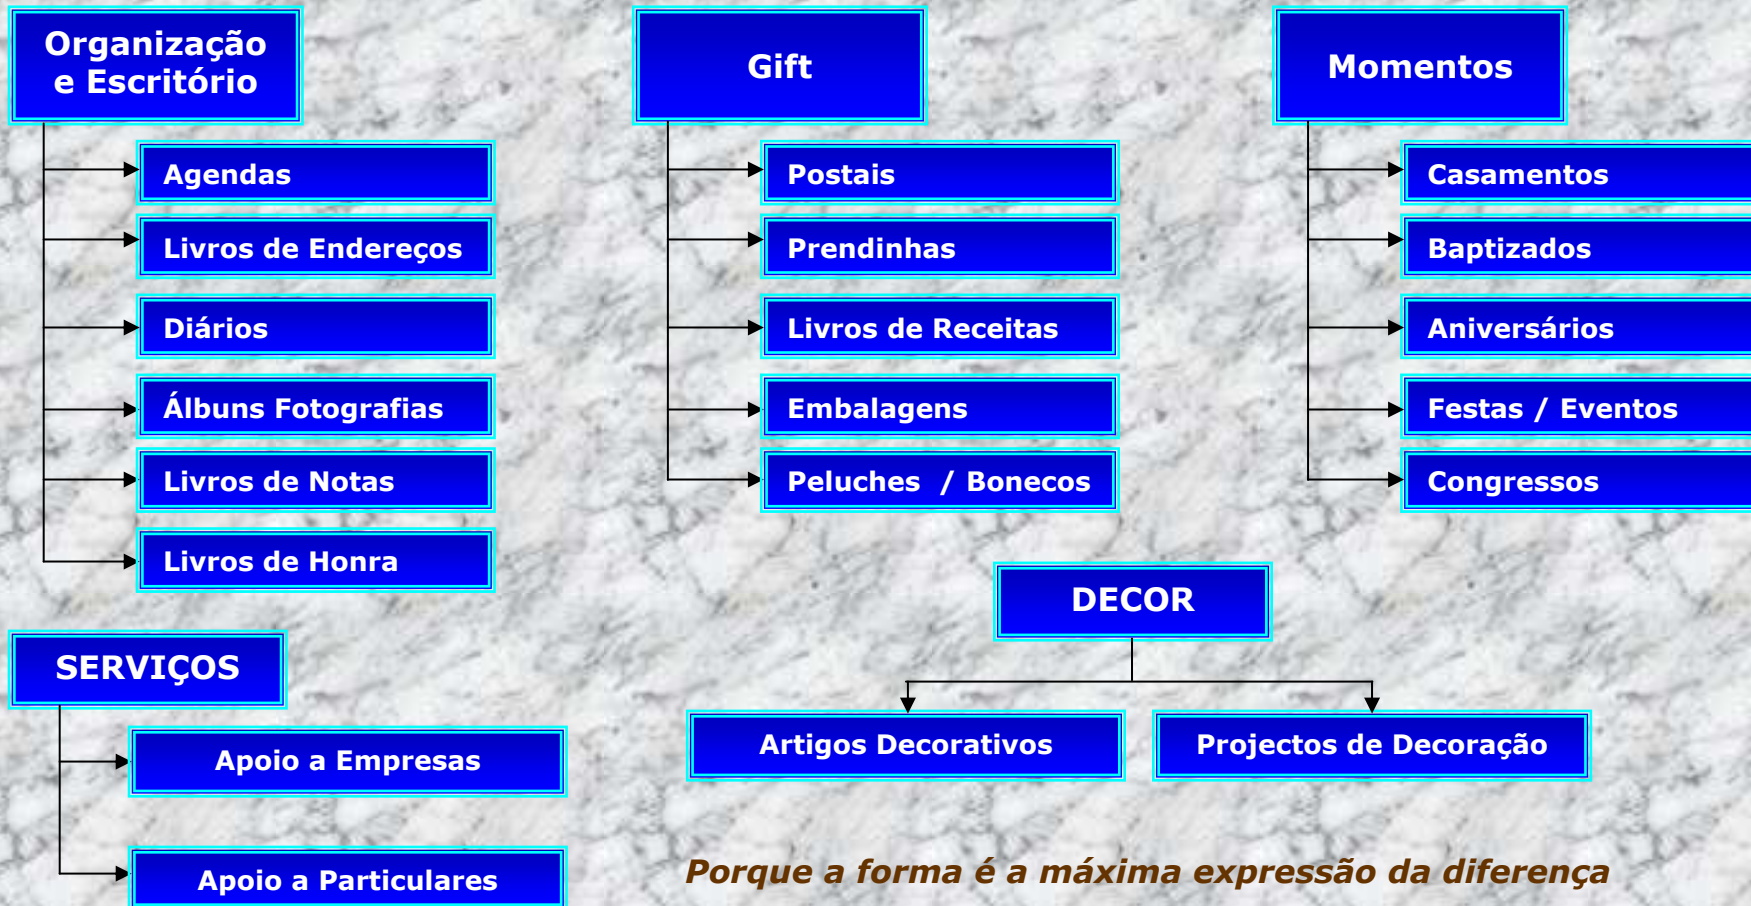 Organização
e Escritório
Agendas
Livros de Endereços
Diários
Álbuns Fotografias
Livros de Notas
Livros de Honra
Gift
Postais
Prendinhas
Livros de Receitas
Embalagens
Peluches / Bonecos
Momentos
Casamentos
Baptizados
Aniversários
Festas / Eventos
Congressos
SERVIÇOS
Apoio a Empresas
Apoio a Particulares
DECOR
Artigos Decorativos
Projectos de Decoração
Porque a forma é a máxima expressão da diferença